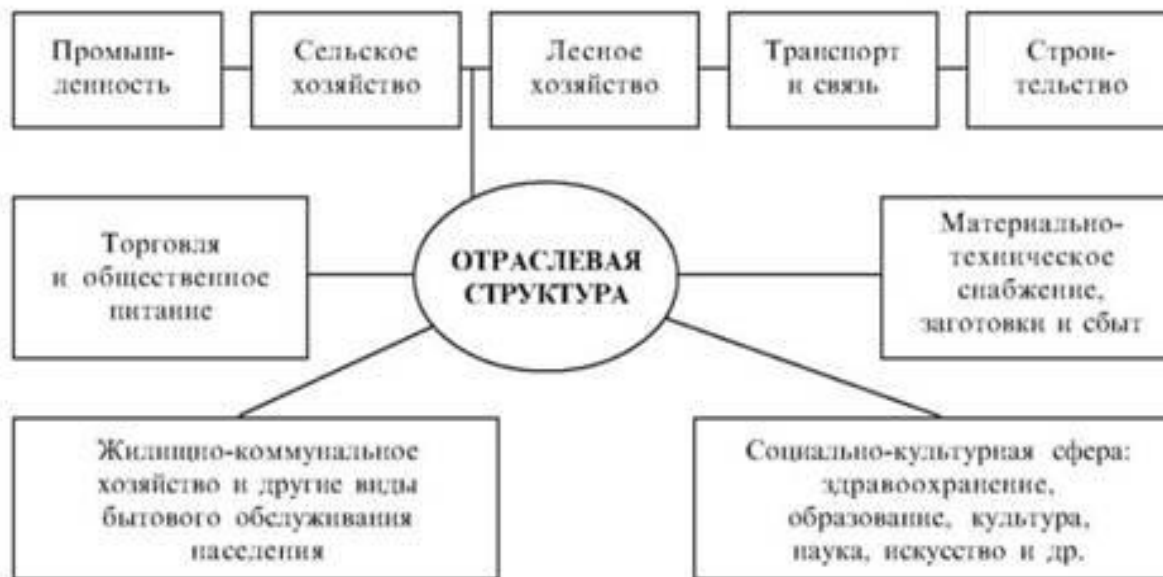 Промыш-
ленность
Сельское
хозяйство
Лесное
хозяйство
Транспорт
и связь
Строи-
тельство
Торговля
и общественное
питание
ОТРАСЛЕВАЯ
СТРУКТУРА
Материально-
техническое
снабжение,
заготовки и сбыт
Жилищно-коммунальное
хозяйство и другие виды
бытового обслуживания
населения
Социально-культурная сфера:
здравоохранение,
образование, культура,
наука, искусство и др.